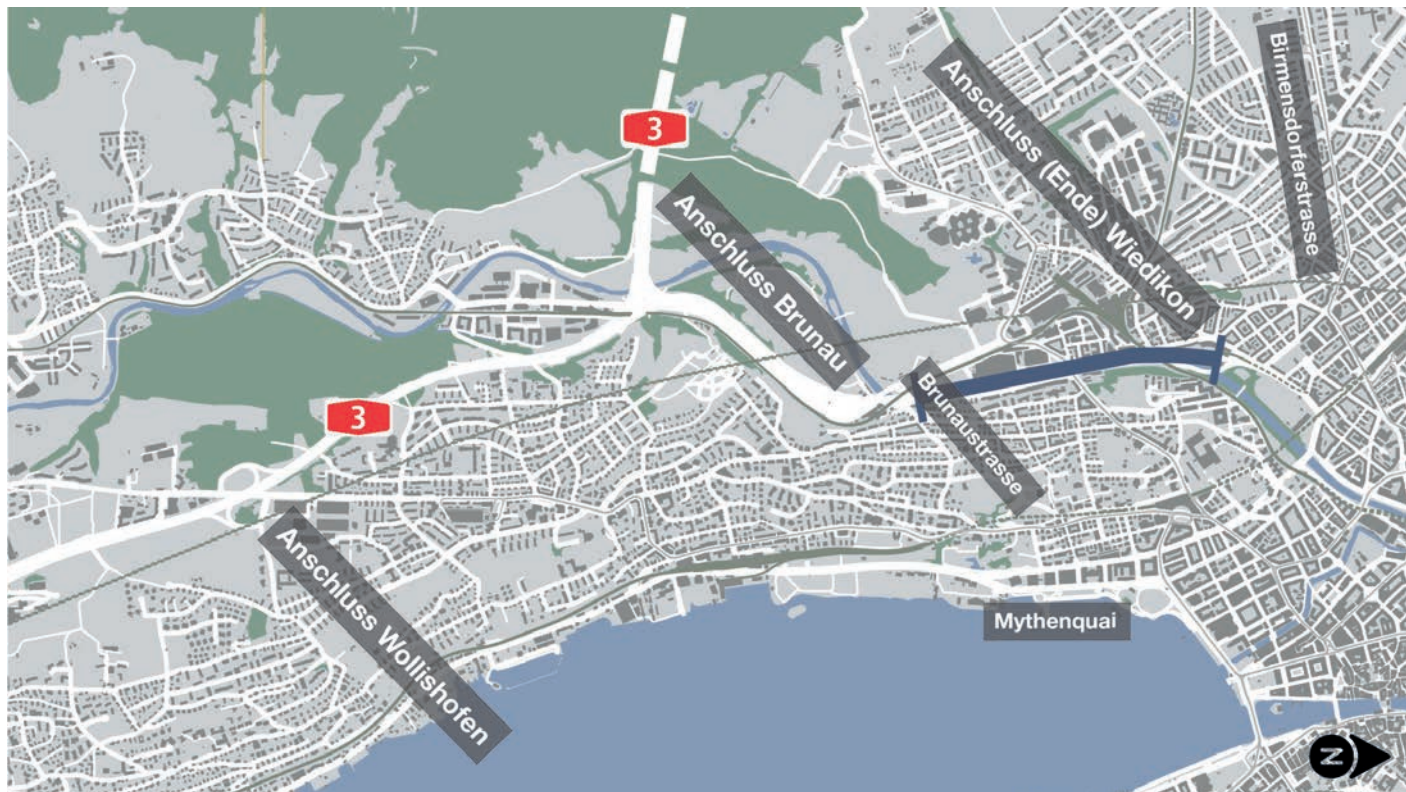 Birmensdorferstrasse
Anschluss (Ende) Wiedikon
3
Anschluss Brunau
Brunaustrasse
3
Anschluss Wollishofen
Mythenquai
N